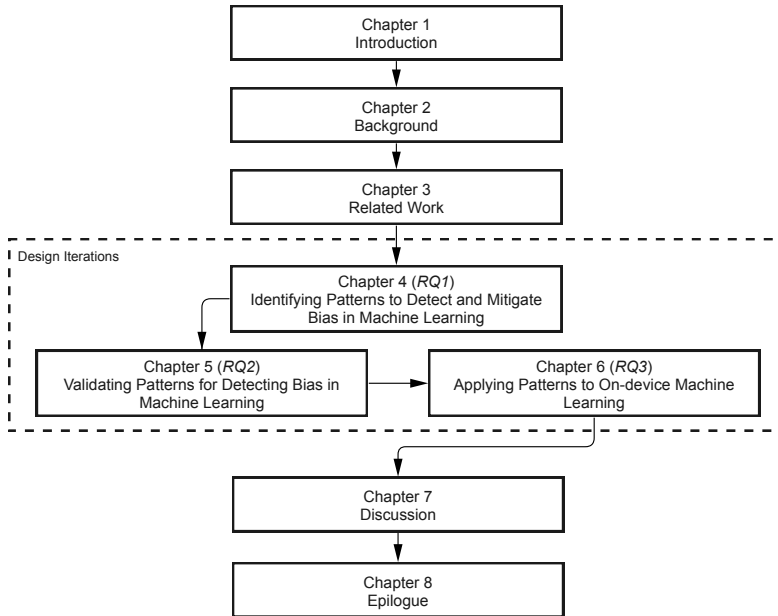 Chapter 1
Introduction
Chapter 2
Background
Chapter 3
Related Work
Design Iterations
Chapter 4 (RQ1)
Identifying Patterns to Detect and Mitigate
Bias in Machine Learning
Chapter 5 (RQ2)
Validating Patterns for Detecting Bias in
Machine Learning
Chapter 6 (RQ3)
Applying Patterns to On-device Machine
Learning
Chapter 7
Discussion
Chapter 8
Epilogue